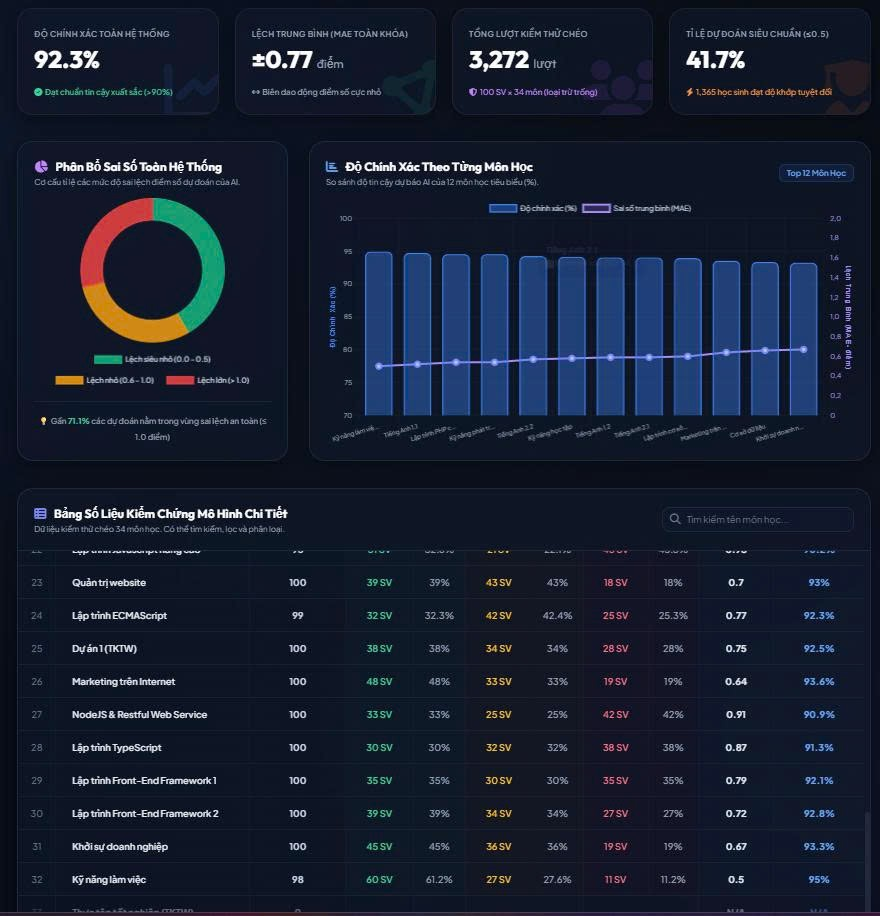 ĐỘ CHÍNH XÁC TOÀN HỆ THỐNG
92.3%
Đạt chuẩn tin cậy xuất sắc (>90%)
LỆCH TRUNG BÌNH (MAE TOÀN KHÓA)
±0.77 điểm
Biên dao động điểm số cực nhỏ
TỔNG LƯỢT KIỂM THỬ CHÉO
3,272 lượt
100 SV x 34 môn (loại trừ trống)
TỈ LỆ DỰ ĐOÁN SIÊU CHUẨN (≤0.5)
41.7%
1,365 học sinh đạt độ khớp tuyệt đối
Phân Bổ Sai Số Toàn Hệ Thống
Cơ cấu tỉ lệ các mức độ sai lệch điểm số dự đoán của AI.
Lệch siêu nhỏ (0.0 - 0.5)
Lệch nhỏ (0.6 - 1.0)
Lệch lớn (> 1.0)
Gần 71.1% các dự đoán nằm trong vùng sai lệch an toàn (≤
1.0 điểm)
Độ Chính Xác Theo Từng Môn Học
So sánh độ tin cậy dự báo AI của 12 môn học tiêu biểu (%).
Top 12 Môn Học
Độ chính xác (%)
Sai số trung bình (MAE)
Độ Chính Xác (%)
100
95
90
85
80
75
70
2,0
1,8
1,6
1,4
1,2
1,0
0,8
0,6
0,4
0,2
0
Lệch Trung Bình (MAE - điểm)
Kỹ năng làm việ...
Tiếng Anh 1.1
Lập trình PHP c...
Kỹ năng phát tr...
Tiếng Anh 2.2
Kỹ năng học tập
Tiếng Anh 1.2
Tiếng Anh 2.1
Lập trình cơ sở...
Marketing trên ...
Cơ sở dữ liệu
Khởi sự doanh n...
Bảng Số Liệu Kiểm Chứng Mô Hình Chi Tiết
Dữ liệu kiểm thử chéo 34 môn học. Có thể tìm kiếm, lọc và phân loại.
Tìm kiếm tên môn học...
23 Quản trị website 100 39 SV 39% 43 SV 43% 18 SV 18% 0.7 93%
24 Lập trình ECMAScript 99 32 SV 32.3% 42 SV 42.4% 25 SV 25.3% 0.77 92.3%
25 Dự án 1 (TKTW) 100 38 SV 38% 34 SV 34% 28 SV 28% 0.75 92.5%
26 Marketing trên Internet 100 48 SV 48% 33 SV 33% 19 SV 19% 0.64 93.6%
27 NodeJS & Restful Web Service 100 33 SV 33% 25 SV 25% 42 SV 42% 0.91 90.9%
28 Lập trình TypeScript 100 30 SV 30% 32 SV 32% 38 SV 38% 0.87 91.3%
29 Lập trình Front-End Framework 1 100 35 SV 35% 30 SV 30% 35 SV 35% 0.79 92.1%
30 Lập trình Front-End Framework 2 100 39 SV 39% 34 SV 34% 27 SV 27% 0.72 92.8%
31 Khởi sự doanh nghiệp 100 45 SV 45% 36 SV 36% 19 SV 19% 0.67 93.3%
32 Kỹ năng làm việc 98 60 SV 61.2% 27 SV 27.6% 11 SV 11.2% 0.5 95%